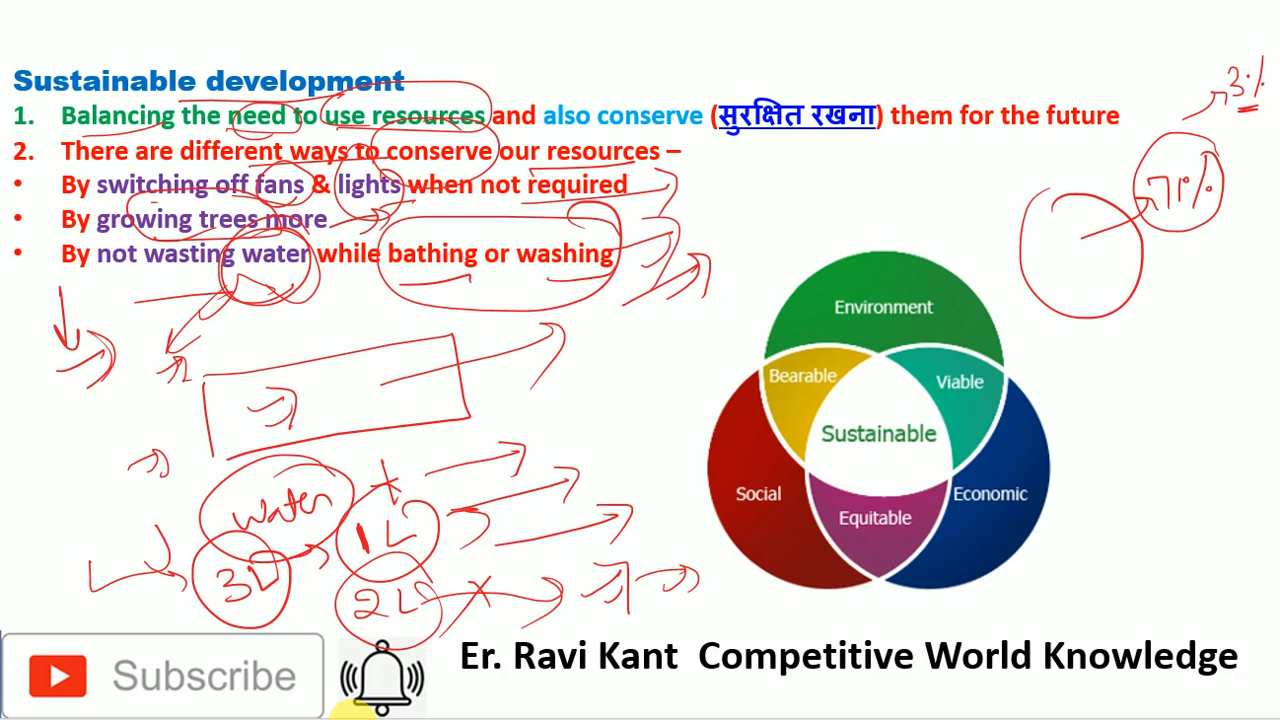 Sustainable development
1. Balancing the need to use resources and also conserve (सुरक्षित रखना) them for the future
2. There are different ways to conserve our resources –
• By switching off fans & lights when not required
• By growing trees more
• By not wasting water while bathing or washing
3%
71%
Environment
Bearable
Viable
Sustainable
Social
Economic
Equitable
water
1L
3L
2L
Subscribe
Er. Ravi Kant Competitive World Knowledge